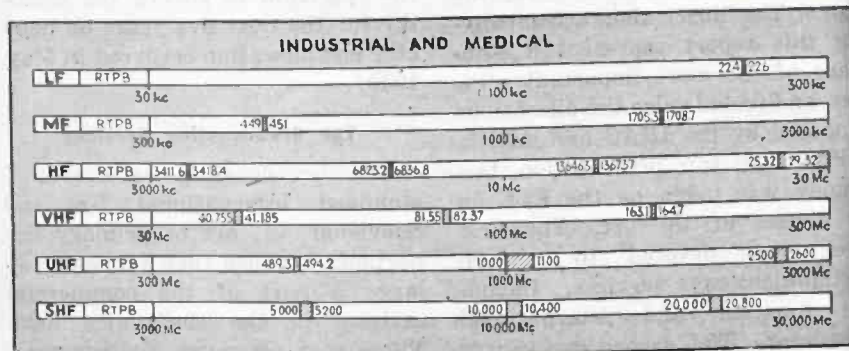 INDUSTRIAL AND MEDICAL
LF RTPB 224 226
30 kc 100 kc 300 kc
MF RTPB 449 451 1705.3 1708.7
300 kc 1000 kc 3000 kc
HF RTPB 3411.6 3418.4 6823.2 6836.8 13646.5 13673.7 25.32 29.32
3000 kc 10 Mc 30 Mc
VHF RTPB 40.755 41.185 81.55 82.37 163.1 164.7
30 Mc 100 Mc 300 Mc
UHF RTPB 489.3 494.2 1000 1100 2500 2600
300 Mc 1000 Mc 3000 Mc
SHF RTPB 5000 5200 10,000 10,400 20,000 20,800
3000 Mc 10000 Mc 30,000 Mc